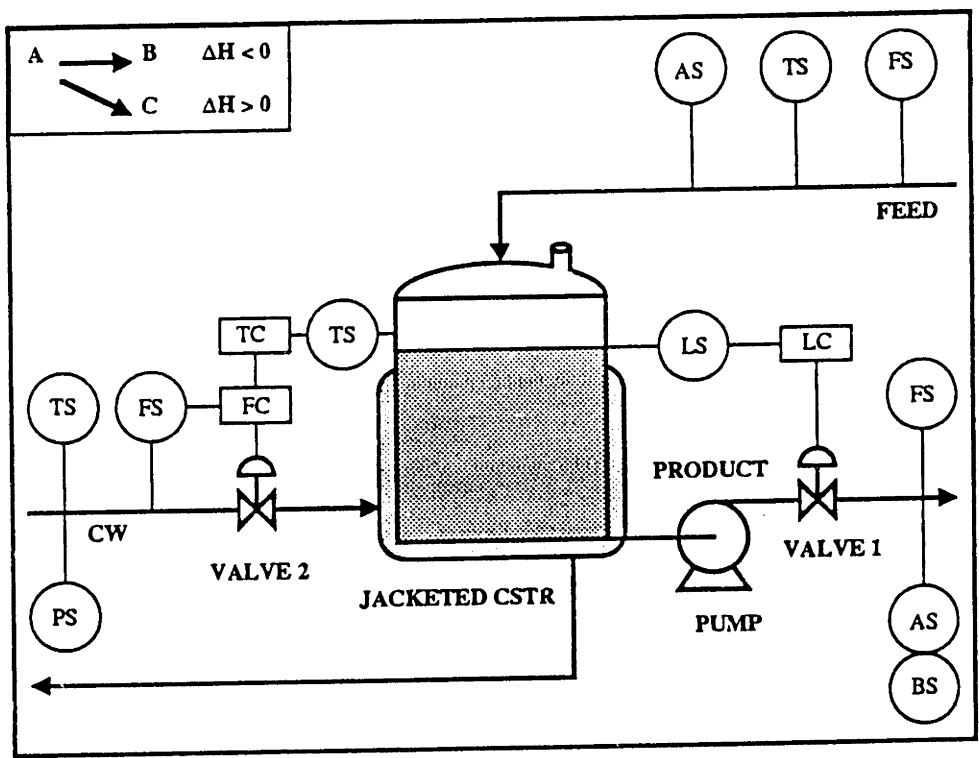 A B ΔH < 0
C ΔH > 0
AS TS FS
FEED
TC TS LS LC
TS FS FC FS
PRODUCT
CW
VALVE 2 VALVE 1
JACKETED CSTR
PUMP
PS AS
BS